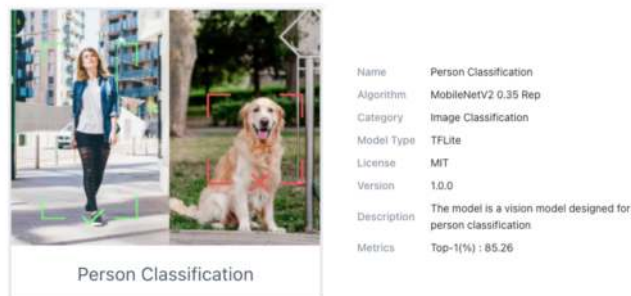 Person Classification
Name Person Classification
Algorithm MobileNetV2 0.35 Rep
Category Image Classification
Model Type TFLite
License MIT
Version 1.0.0
Description The model is a vision model designed for
person classification
Metrics Top-1(%) : 85.26